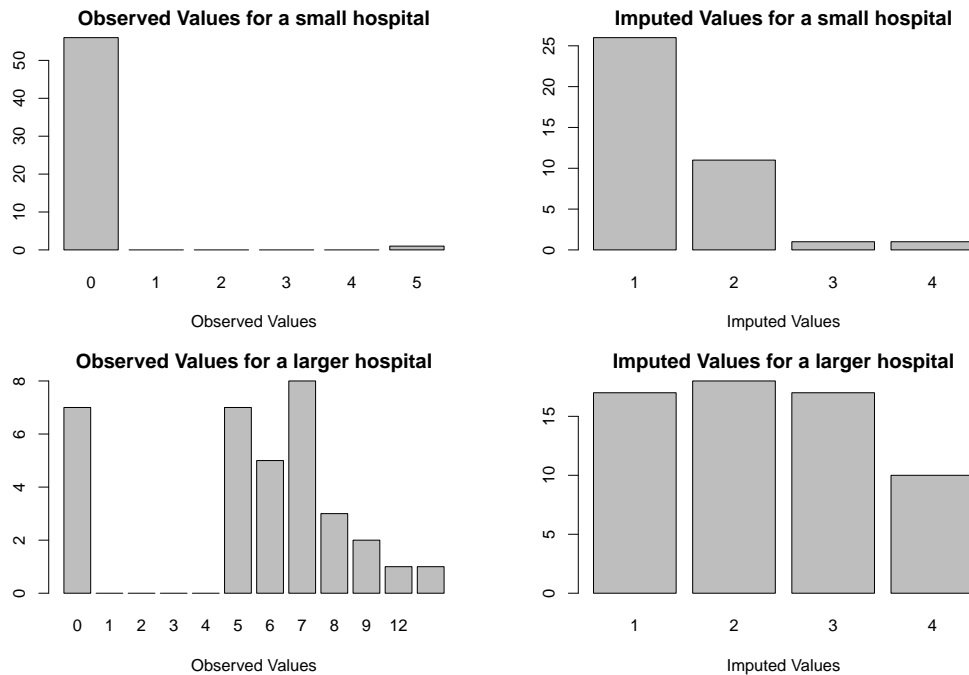 Observed Values for a small hospital
50
40
30
20
10
0
0 1 2 3 4 5
Observed Values
Imputed Values for a small hospital
25
20
15
10
5
0
1 2 3 4
Imputed Values
Observed Values for a larger hospital
8
6
4
2
0
0 1 2 3 4 5 6 7 8 9 12
Observed Values
Imputed Values for a larger hospital
15
10
5
0
1 2 3 4
Imputed Values